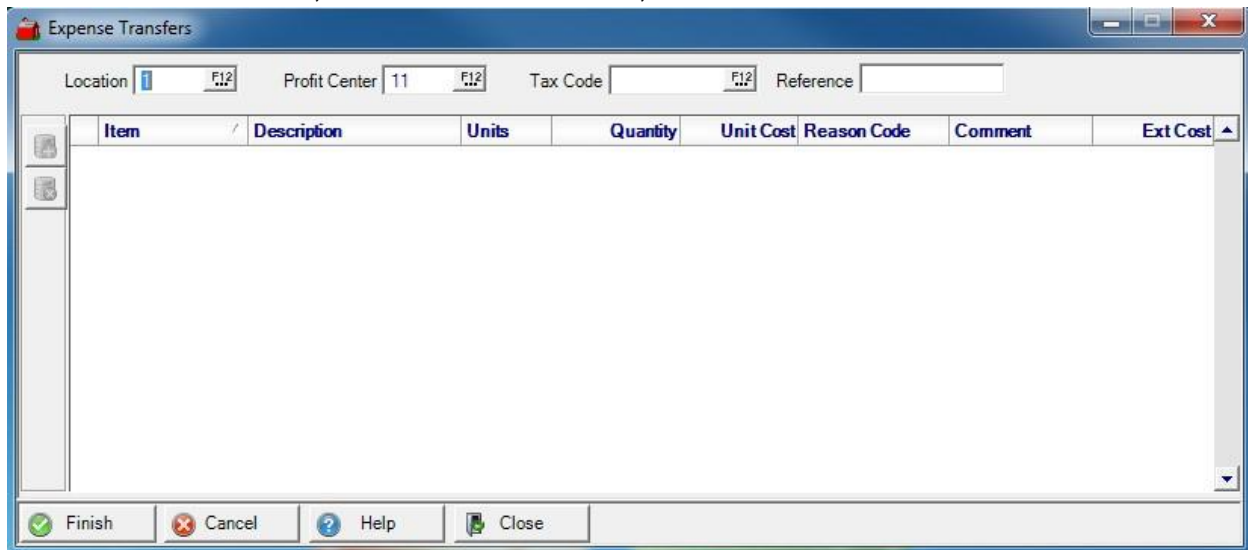 Expense Transfers
Location 1 F12 Profit Center 11 F12 Tax Code F12 Reference
Item Description Units Quantity Unit Cost Reason Code Comment Ext Cost
Finish Cancel Help Close